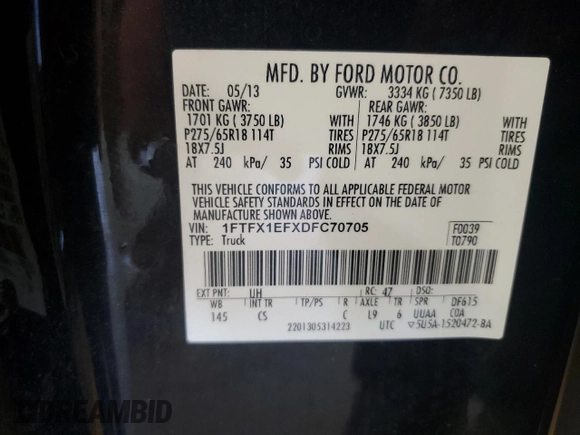 MFD. BY FORD MOTOR CO.
DATE: 05/13 GVWR: 3334 KG ( 7350 LB)
FRONT GAWR: REAR GAWR:
1701 KG ( 3750 LB) WITH 1746 KG ( 3850 LB) WITH
P275/65R18 114T TIRES P275/65R18 114T TIRES
18X7.5J RIMS 18X7.5J RIMS
AT 240 kPa/ 35 PSI COLD AT 240 kPa/ 35 PSI COLD
THIS VEHICLE CONFORMS TO ALL APPLICABLE FEDERAL MOTOR
VEHICLE SAFETY STANDARDS IN EFFECT ON THE DATE OF
MANUFACTURE SHOWN ABOVE.
VIN: 1FTFX1EFXDFC70705 F0039
TYPE: Truck T0790
EXT PNT: UH RC: 47 DSO:
WB INT TR TP/PS R AXLE TR SPR DF615
145 CS C L9 6 UUAA COA
2201305314223 UTC 5U5A-1520472-BA
DREAMBID